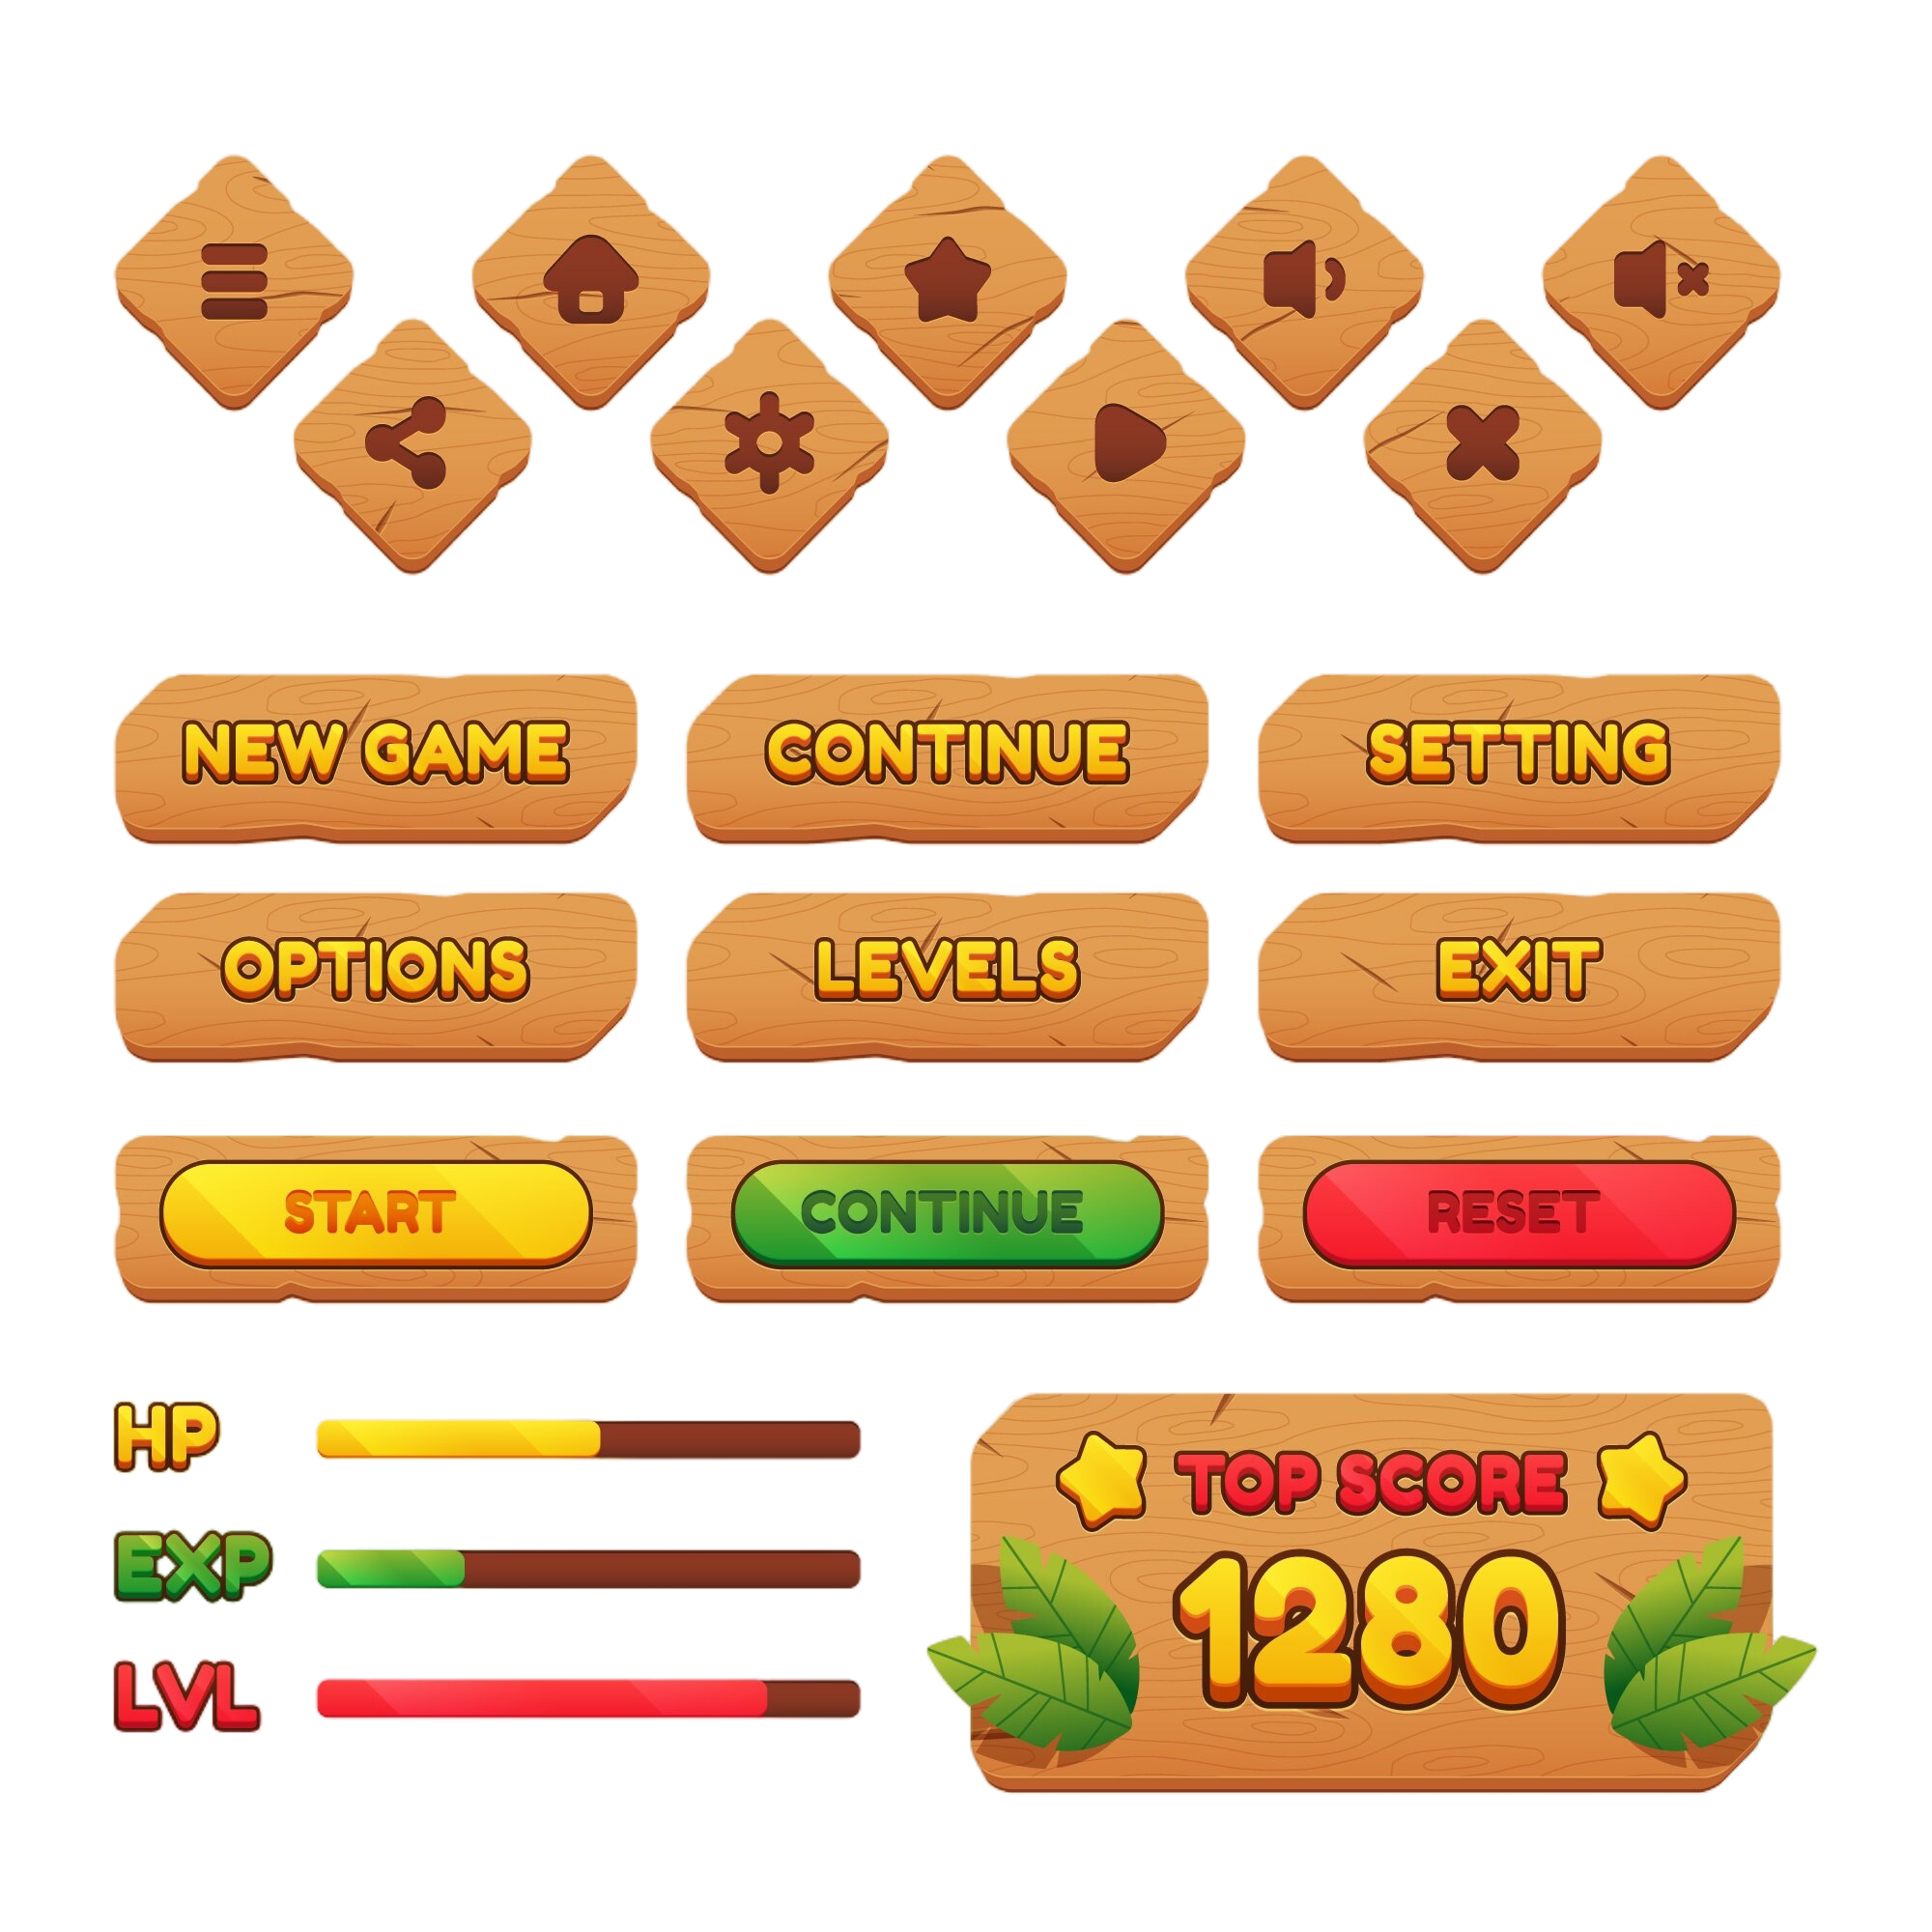 NEW GAME
CONTINUE
SETTING
OPTIONS
LEVELS
EXIT
START
CONTINUE
RESET
HP
EXP
LVL
TOP SCORE
1280